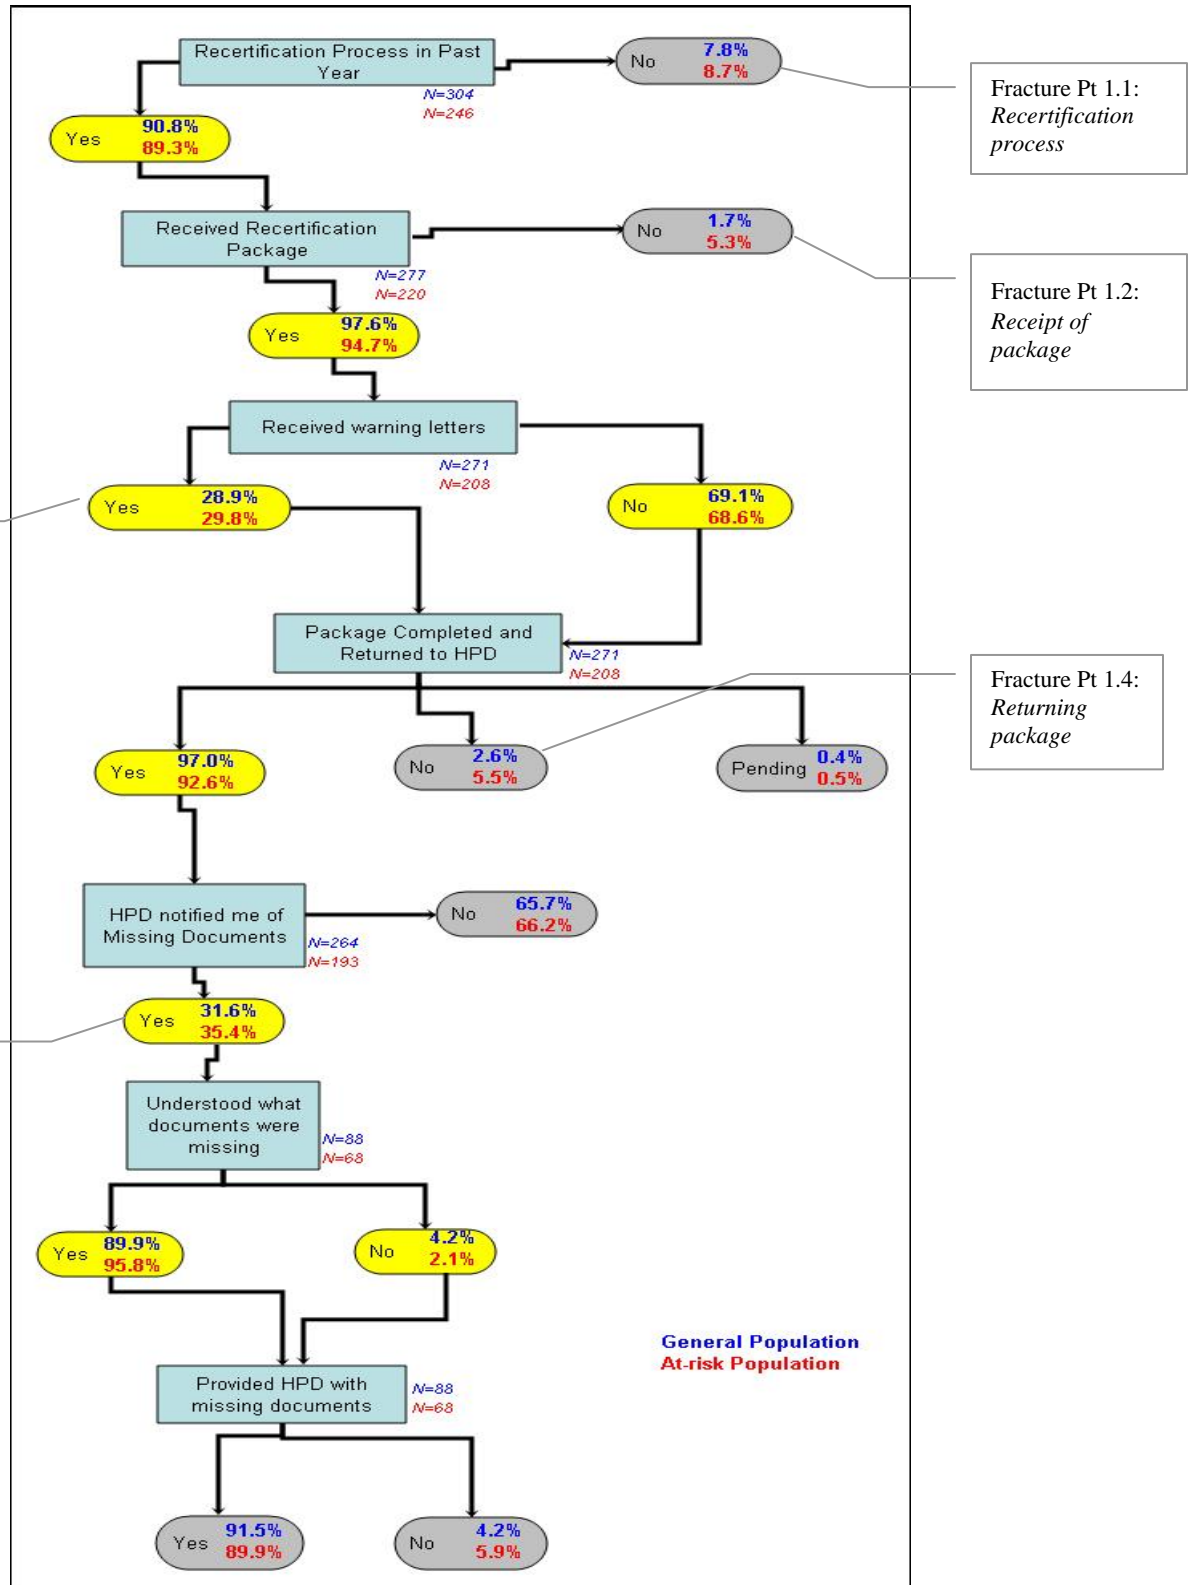 Recertification Process in Past
Year
N=304
N=246
No
7.8%
8.7%
Fracture Pt 1.1:
Recertification
process
Yes
90.8%
89.3%
Received Recertification
Package
N=277
N=220
No
1.7%
5.3%
Fracture Pt 1.2:
Receipt of
package
Yes
97.6%
94.7%
Received warning letters
N=271
N=208
Yes
28.9%
29.8%
No
69.1%
68.6%
Package Completed and
Returned to HPD
N=271
N=208
Fracture Pt 1.4:
Returning
package
Yes
97.0%
92.6%
No
2.6%
5.5%
Pending
0.4%
0.5%
HPD notified me of
Missing Documents
N=264
N=193
No
65.7%
66.2%
Yes
31.6%
35.4%
Understood what
documents were
missing
N=88
N=68
Yes
89.9%
95.8%
No
4.2%
2.1%
General Population
At-risk Population
Provided HPD with
missing documents
N=88
N=68
Yes
91.5%
89.9%
No
4.2%
5.9%